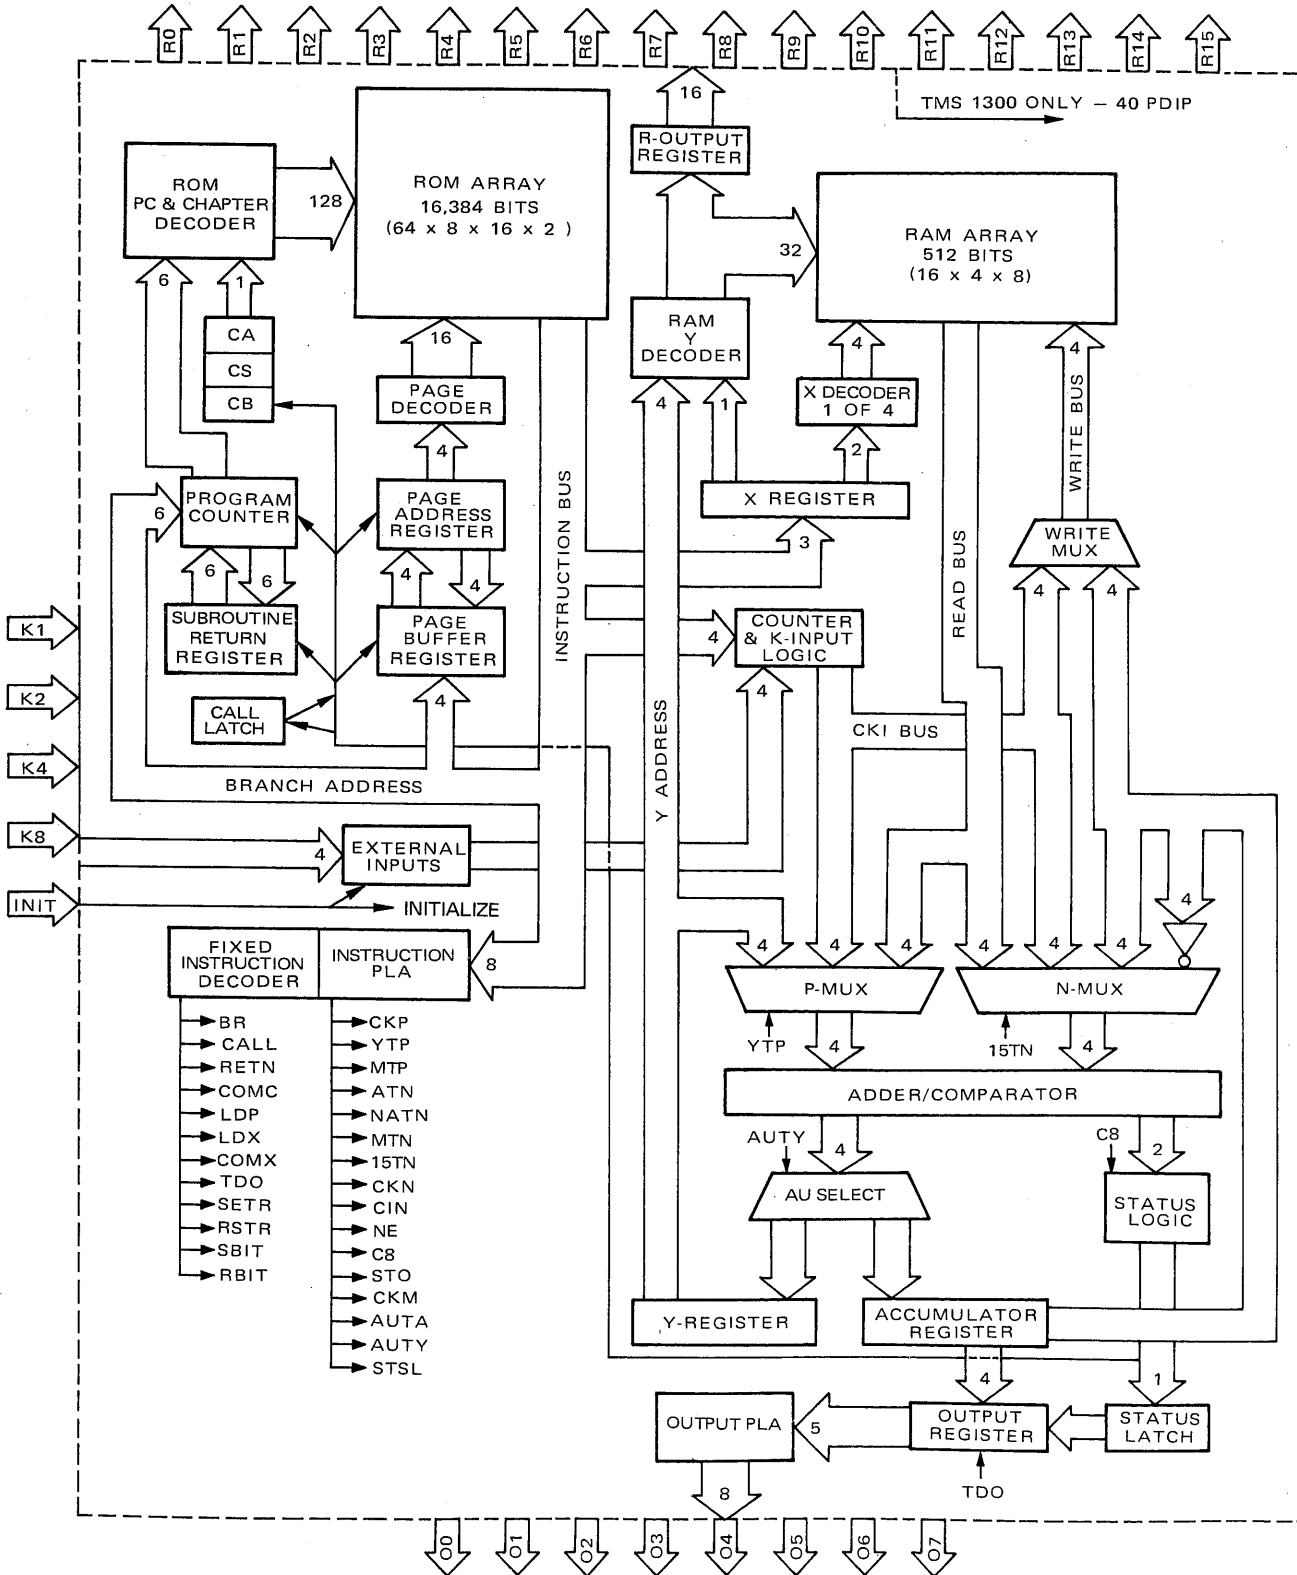 R0
R1
R2
R3
R4
R5
R6
R7
R8
R9
R10
R11
R12
R13
R14
R15
TMS 1300 ONLY – 40 PDIP
16
R-OUTPUT
REGISTER
ROM
PC & CHAPTER
DECODER
128
ROM ARRAY
16,384 BITS
(64 x 8 x 16 x 2 )
32
RAM ARRAY
512 BITS
(16 x 4 x 8)
6
1
CA
CS
CB
16
PAGE
DECODER
4
RAM
Y
DECODER
4
1
4
X DECODER
1 OF 4
2
X REGISTER
3
4
WRITE BUS
WRITE
MUX
4
4
6
PROGRAM
COUNTER
6
6
SUBROUTINE
RETURN
REGISTER
PAGE
ADDRESS
REGISTER
4
4
PAGE
BUFFER
REGISTER
4
CALL
LATCH
INSTRUCTION BUS
READ BUS
4
COUNTER
& K-INPUT
LOGIC
4
CKI BUS
Y ADDRESS
BRANCH ADDRESS
K1
K2
K4
K8
INIT
4
EXTERNAL
INPUTS
INITIALIZE
FIXED
INSTRUCTION
DECODER
INSTRUCTION
PLA
8
4
4
4
4
4
4
4
P-MUX
N-MUX
YTP
4
15TN
4
ADDER/COMPARATOR
AUTY
4
C8
2
AU SELECT
STATUS
LOGIC
BR
CALL
RETN
COMC
LDP
LDX
COMX
TDO
SETR
RSTR
SBIT
RBIT
CKP
YTP
MTP
ATN
NATN
MTN
15TN
CKN
CIN
NE
C8
STO
CKM
AUTA
AUTY
STSL
Y-REGISTER
ACCUMULATOR
REGISTER
4
1
OUTPUT PLA
5
OUTPUT
REGISTER
STATUS
LATCH
TDO
8
O0
O1
O2
O3
O4
O5
O6
O7